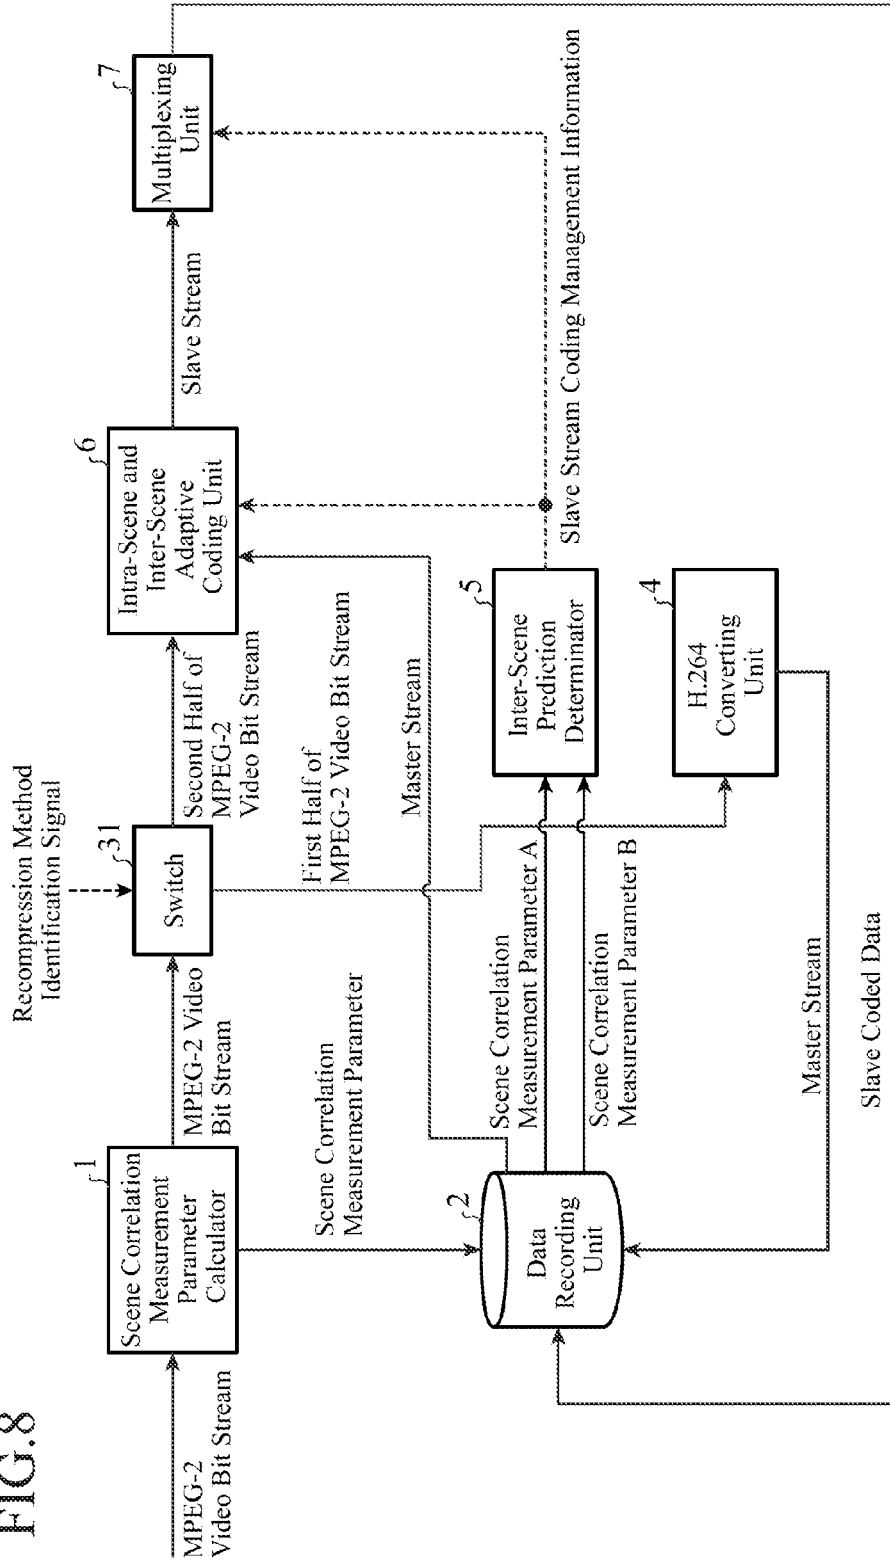 FIG.8
Recompression Method
Identification Signal
MPEG-2
Video Bit Stream
1
Scene Correlation
Measurement
Parameter
Calculator
MPEG-2 Video
Bit Stream
31
Switch
Second Half of
MPEG-2
Video Bit Stream
6
Intra-Scene and
Inter-Scene
Adaptive
Coding Unit
Slave Stream
7
Multiplexing
Unit
Scene Correlation
Measurement Parameter
First Half of
MPEG-2 Video Bit Stream
Master Stream
2
Data
Recording
Unit
Scene Correlation
Measurement Parameter A
Scene Correlation
Measurement Parameter B
5
Inter-Scene
Prediction
Determinator
Slave Stream Coding Management Information
4
H.264
Converting
Unit
Master Stream
Slave Coded Data